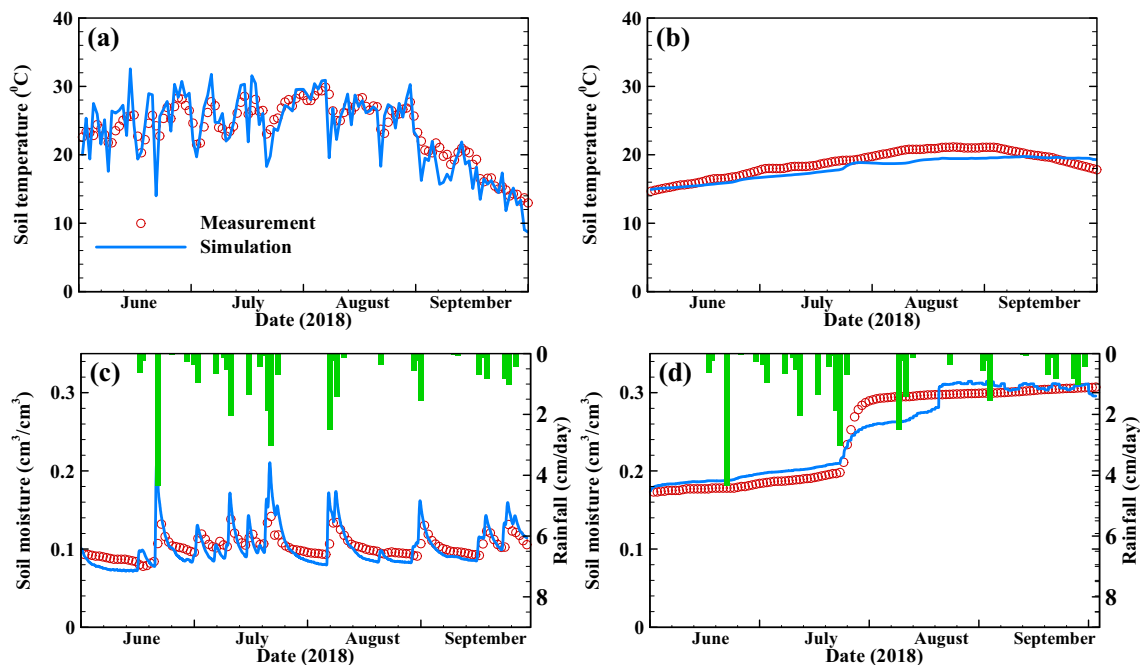 (a)
Soil temperature (⁰C)
40
30
20
10
0
Measurement
Simulation
June July August September
Date (2018)
(b)
Soil temperature (⁰C)
40
30
20
10
0
June July August September
Date (2018)
(c)
Soil moisture (cm³/cm³)
0.3
0.2
0.1
0
0
2
4
6
8
Rainfall (cm/day)
June July August September
Date (2018)
(d)
Soil moisture (cm³/cm³)
0.3
0.2
0.1
0
0
2
4
6
8
Rainfall (cm/day)
June July August September
Date (2018)